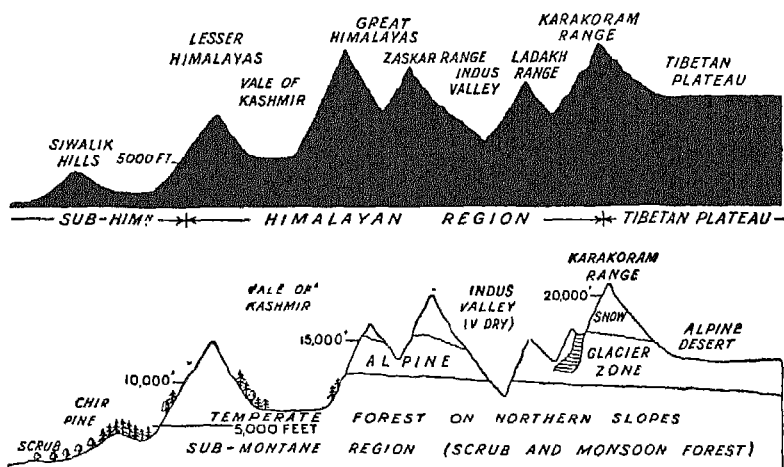 LESSER HIMALAYAS
VALE OF KASHMIR
GREAT HIMALAYAS
ZASKAR RANGE
INDUS VALLEY
LADAKH RANGE
KARAKORAM RANGE
TIBETAN PLATEAU
SIWALIK HILLS
5000 FT.
SUB-HIMN.
HIMALAYAN REGION
TIBETAN PLATEAU
VALE OF KASHMIR
INDUS VALLEY (V DRY)
KARAKORAM RANGE
20,000'
SNOW
GLACIER ZONE
ALPINE DESERT
15,000'
ALPINE
10,000'
CHIR PINE
SCRUB
TEMPERATE FOREST ON NORTHERN SLOPES
5,000 FEET
SUB-MONTANE REGION (SCRUB AND MONSOON FOREST)